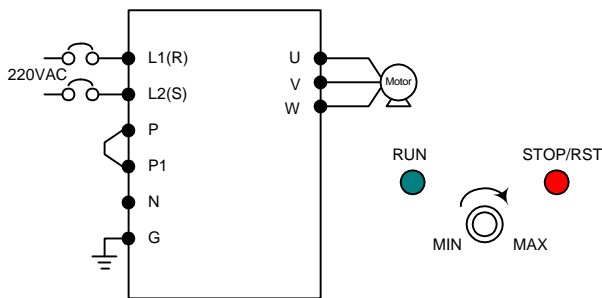 L1(R)
220VAC
L2(S)
P
P1
N
G
U
V
W
Motor
RUN
STOP/RST
MIN
MAX